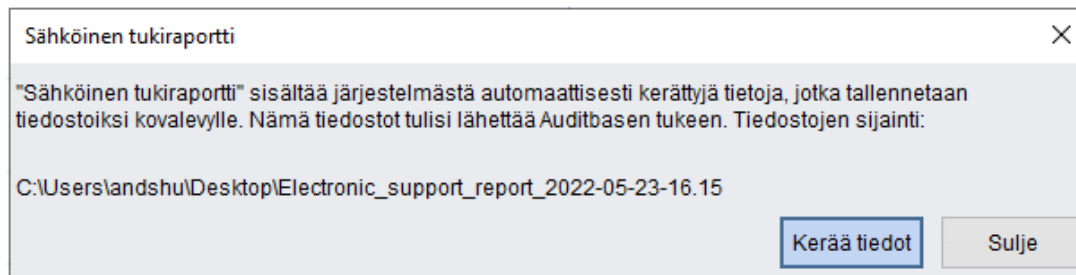 Sähköinen tukiraportti
"Sähköinen tukiraportti" sisältää järjestelmästä automaattisesti kerättyjä tietoja, jotka tallennetaan
tiedostoiksi kovalevylle. Nämä tiedostot tulisi lähettää Auditbasen tukeen. Tiedostojen sijainti:
C:\Users\andshu\Desktop\Electronic_support_report_2022-05-23-16.15
Kerää tiedot
Sulje